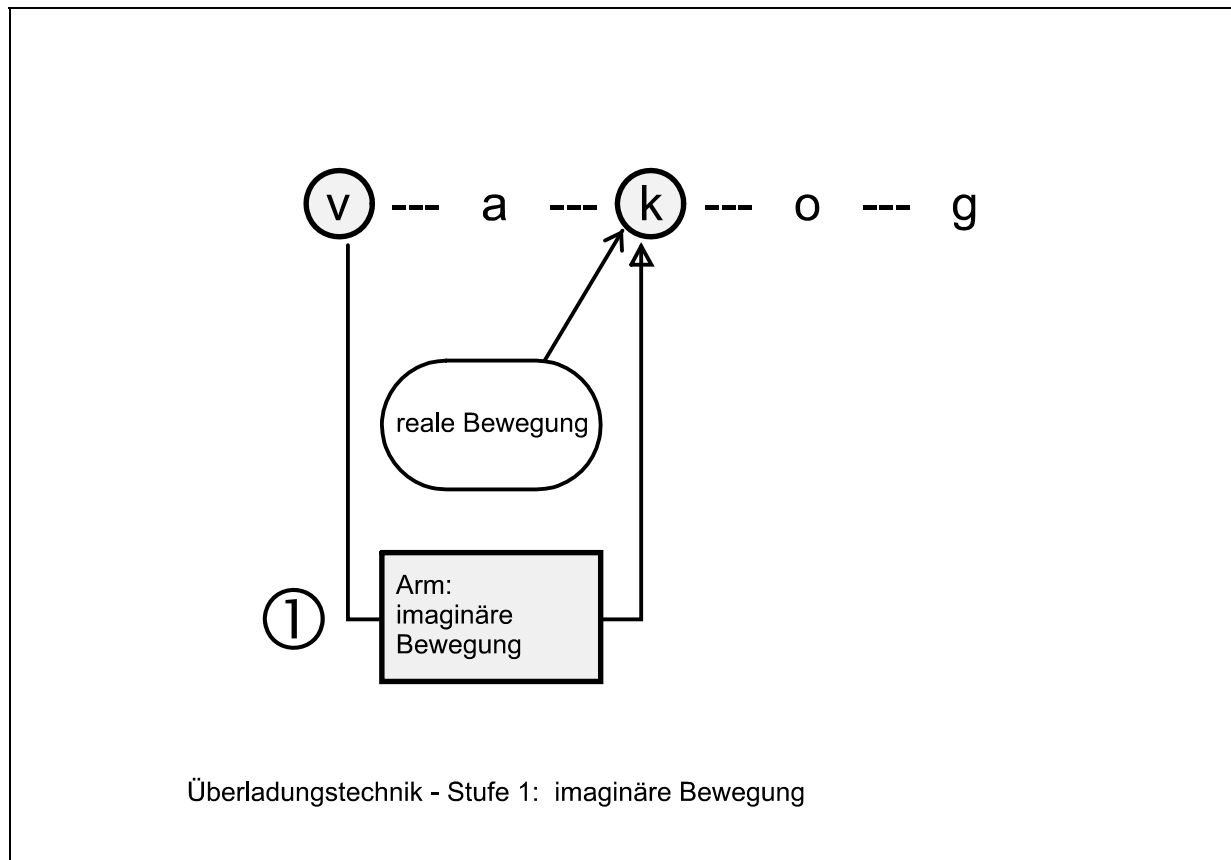 v --- a --- k --- o --- g
reale Bewegung
1
Arm:
imaginäre
Bewegung
Überladungstechnik - Stufe 1: imaginäre Bewegung